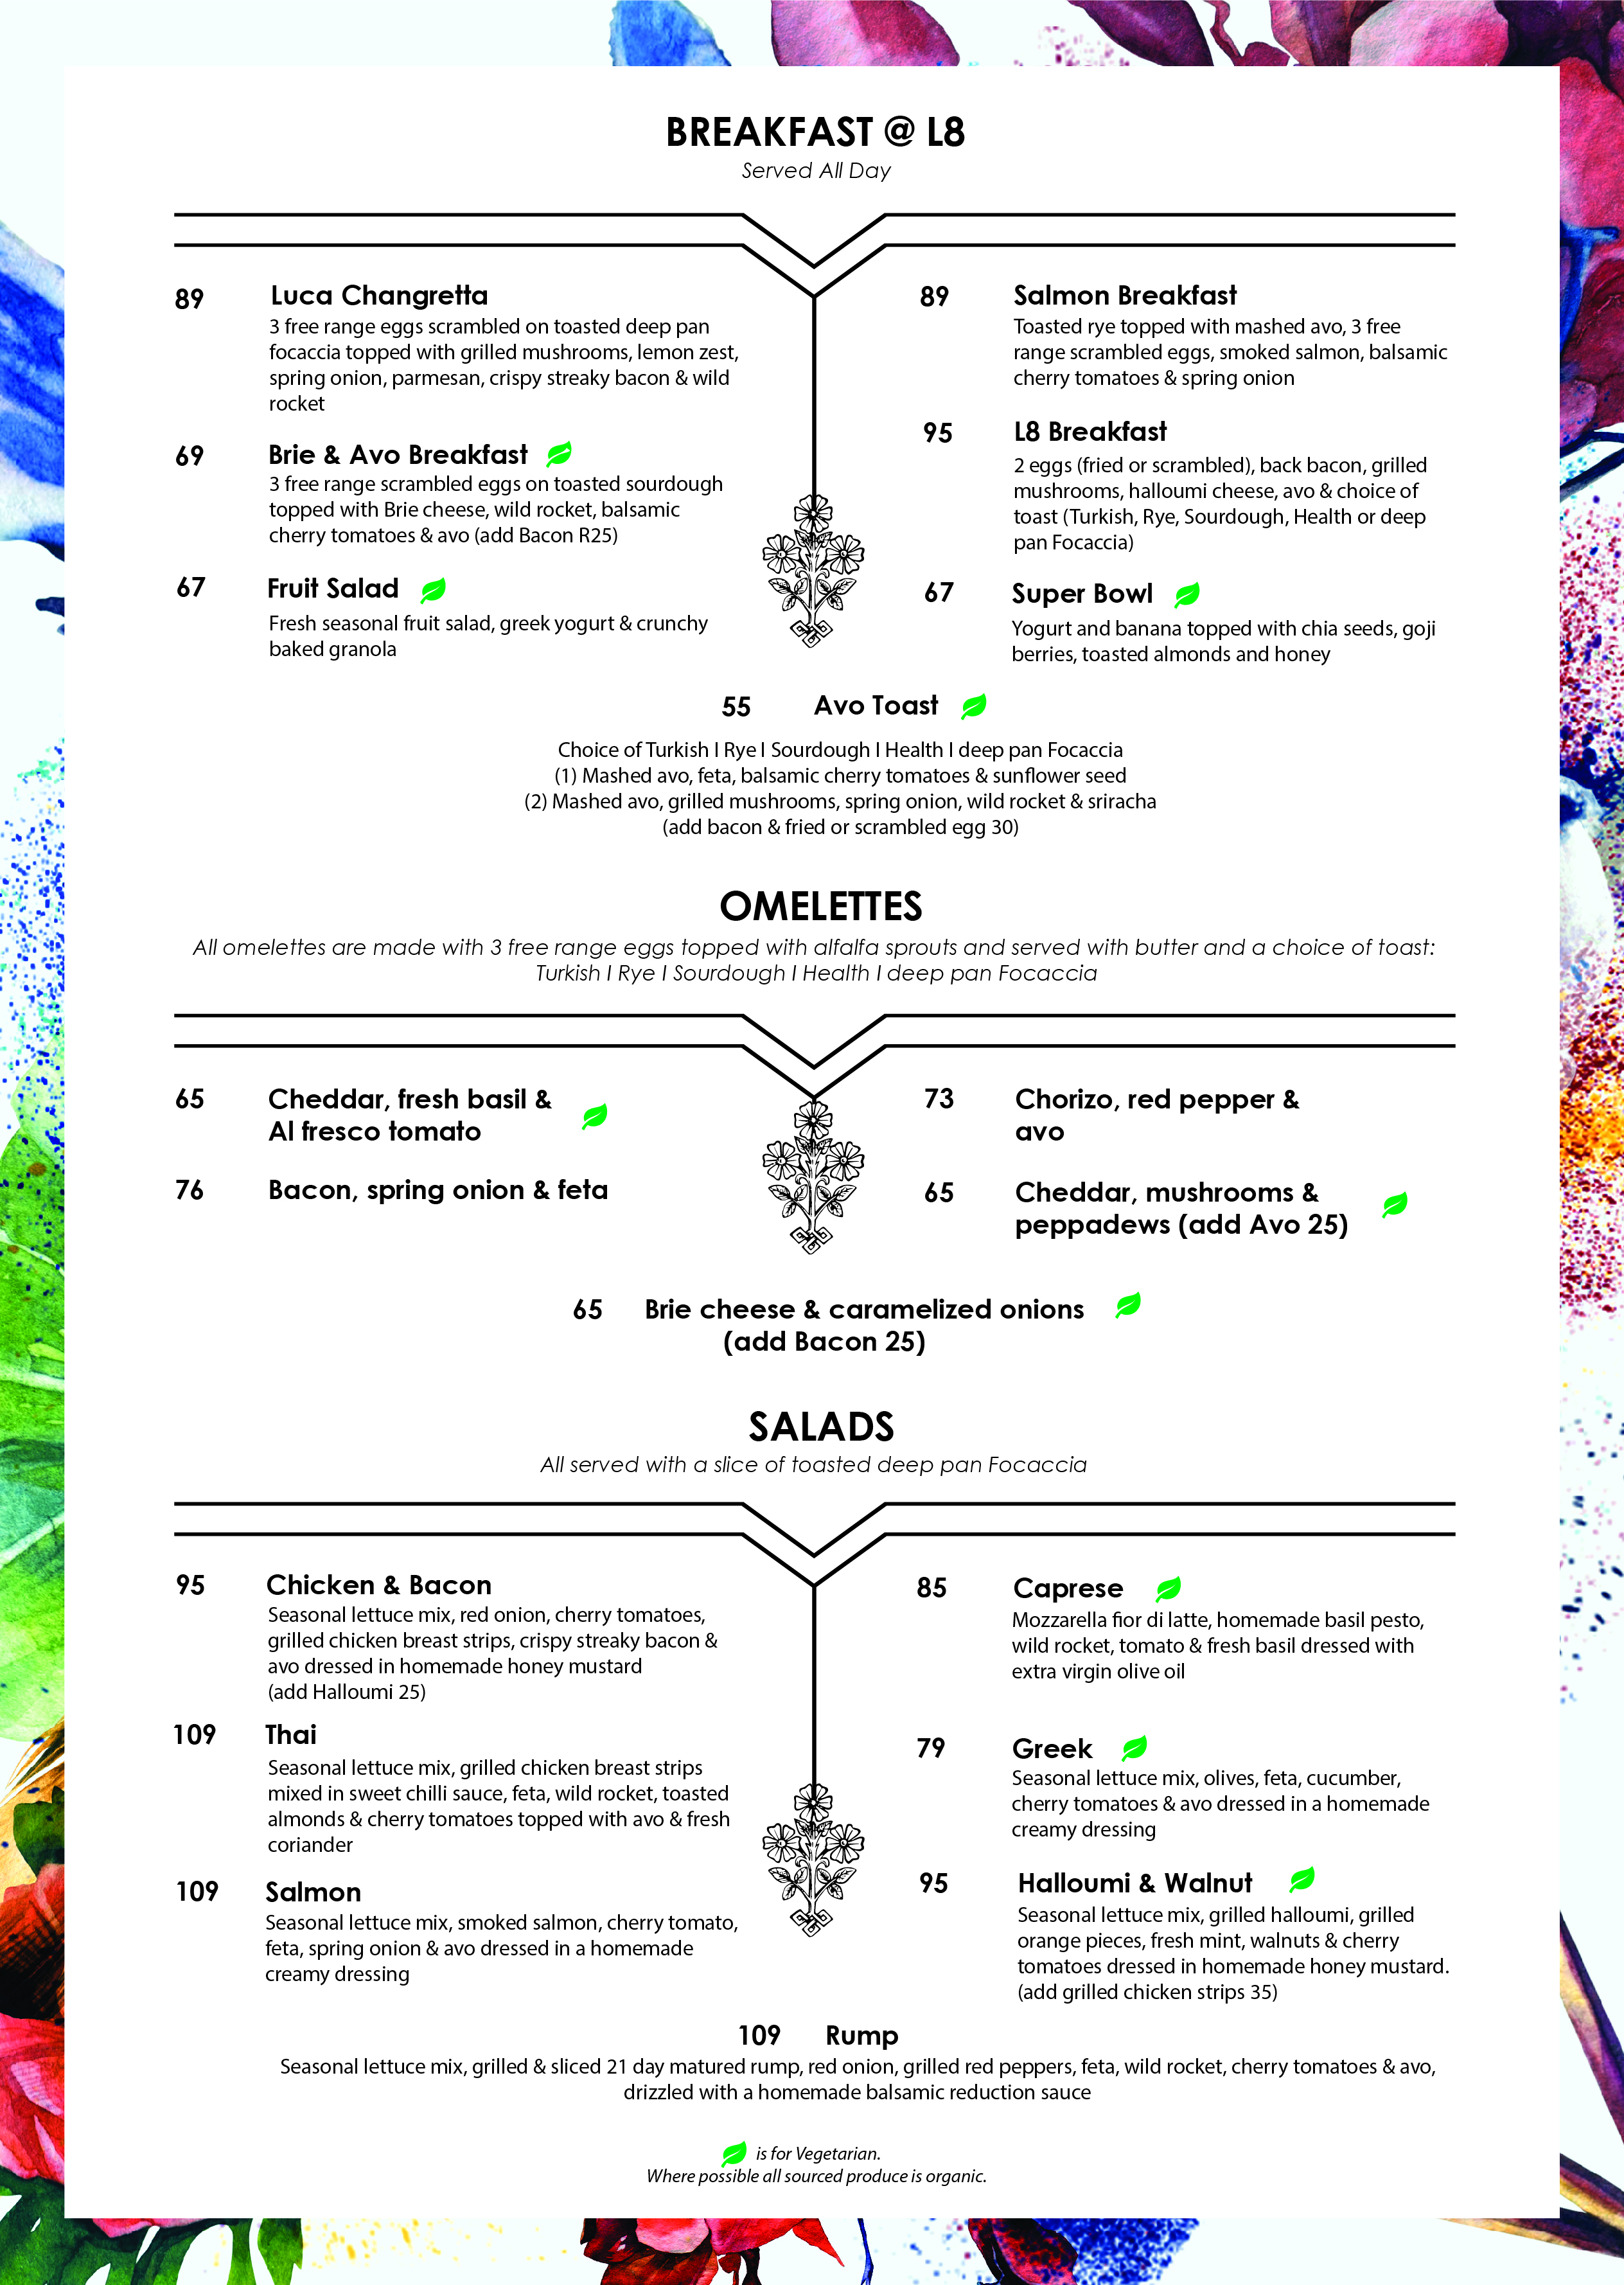 BREAKFAST @ L8
Served All Day
89 Luca Changretta
3 free range eggs scrambled on toasted deep pan
focaccia topped with grilled mushrooms, lemon zest,
spring onion, parmesan, crispy streaky bacon & wild
rocket
69 Brie & Avo Breakfast
3 free range scrambled eggs on toasted sourdough
topped with Brie cheese, wild rocket, balsamic
cherry tomatoes & avo (add Bacon R25)
67 Fruit Salad
Fresh seasonal fruit salad, greek yogurt & crunchy
baked granola
89 Salmon Breakfast
Toasted rye topped with mashed avo, 3 free
range scrambled eggs, smoked salmon, balsamic
cherry tomatoes & spring onion
95 L8 Breakfast
2 eggs (fried or scrambled), back bacon, grilled
mushrooms, halloumi cheese, avo & choice of
toast (Turkish, Rye, Sourdough, Health or deep
pan Focaccia)
67 Super Bowl
Yogurt and banana topped with chia seeds, goji
berries, toasted almonds and honey
55 Avo Toast
Choice of Turkish I Rye I Sourdough I Health I deep pan Focaccia
(1) Mashed avo, feta, balsamic cherry tomatoes & sunflower seed
(2) Mashed avo, grilled mushrooms, spring onion, wild rocket & sriracha
(add bacon & fried or scrambled egg 30)
OMELETTES
All omelettes are made with 3 free range eggs topped with alfalfa sprouts and served with butter and a choice of toast:
Turkish I Rye I Sourdough I Health I deep pan Focaccia
65 Cheddar, fresh basil &
Al fresco tomato
76 Bacon, spring onion & feta
73 Chorizo, red pepper &
avo
65 Cheddar, mushrooms &
peppadews (add Avo 25)
65 Brie cheese & caramelized onions
(add Bacon 25)
SALADS
All served with a slice of toasted deep pan Focaccia
95 Chicken & Bacon
Seasonal lettuce mix, red onion, cherry tomatoes,
grilled chicken breast strips, crispy streaky bacon &
avo dressed in homemade honey mustard
(add Halloumi 25)
109 Thai
Seasonal lettuce mix, grilled chicken breast strips
mixed in sweet chilli sauce, feta, wild rocket, toasted
almonds & cherry tomatoes topped with avo & fresh
coriander
109 Salmon
Seasonal lettuce mix, smoked salmon, cherry tomato,
feta, spring onion & avo dressed in a homemade
creamy dressing
85 Caprese
Mozzarella fior di latte, homemade basil pesto,
wild rocket, tomato & fresh basil dressed with
extra virgin olive oil
79 Greek
Seasonal lettuce mix, olives, feta, cucumber,
cherry tomatoes & avo dressed in a homemade
creamy dressing
95 Halloumi & Walnut
Seasonal lettuce mix, grilled halloumi, grilled
orange pieces, fresh mint, walnuts & cherry
tomatoes dressed in homemade honey mustard.
(add grilled chicken strips 35)
109 Rump
Seasonal lettuce mix, grilled & sliced 21 day matured rump, red onion, grilled red peppers, feta, wild rocket, cherry tomatoes & avo,
drizzled with a homemade balsamic reduction sauce
is for Vegetarian.
Where possible all sourced produce is organic.